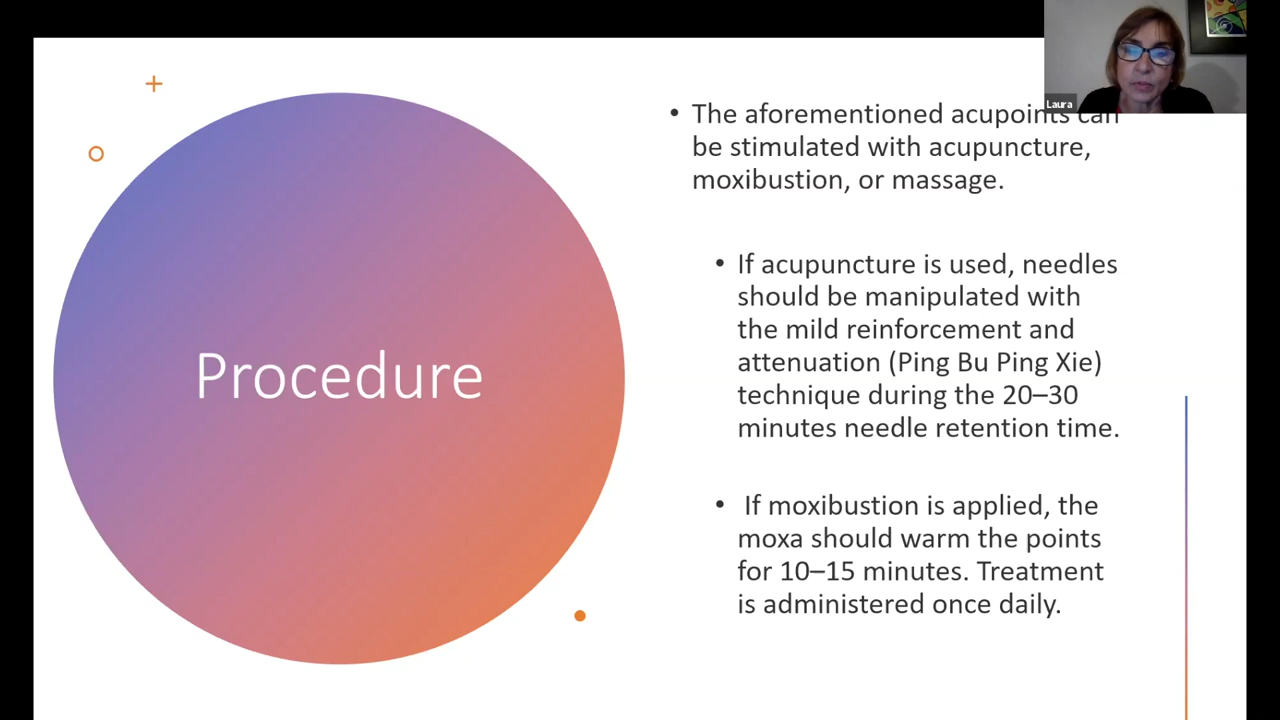 Laura
• The aforementioned acupoints can
be stimulated with acupuncture,
moxibustion, or massage.
• If acupuncture is used, needles
should be manipulated with
the mild reinforcement and
attenuation (Ping Bu Ping Xie)
technique during the 20–30
minutes needle retention time.
Procedure
• If moxibustion is applied, the
moxa should warm the points
for 10–15 minutes. Treatment
is administered once daily.